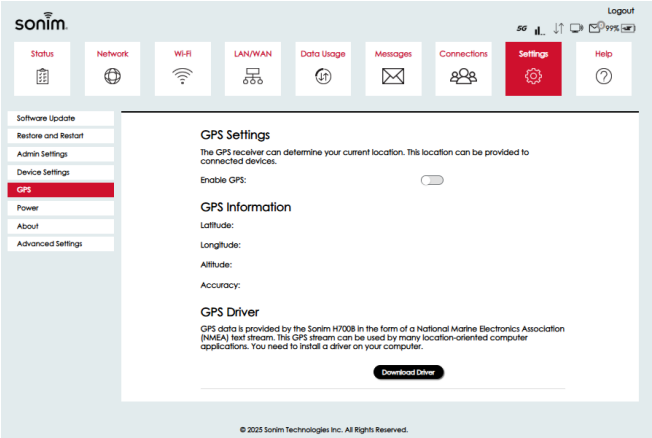 Logout
sonim.
5G 99%
Status Network Wi-Fi LAN/WAN Data Usage Messages Connections Settings Help
Software Update
Restore and Restart
Admin Settings
Device Settings
GPS
Power
About
Advanced Settings
GPS Settings
The GPS receiver can determine your current location. This location can be provided to
connected devices.
Enable GPS:
GPS Information
Latitude:
Longitude:
Altitude:
Accuracy:
GPS Driver
GPS data is provided by the Sonim H700B in the form of a National Marine Electronics Association
(NMEA) text stream. This GPS stream can be used by many location-oriented computer
applications. You need to install a driver on your computer.
Download Driver
© 2025 Sonim Technologies Inc. All Rights Reserved.